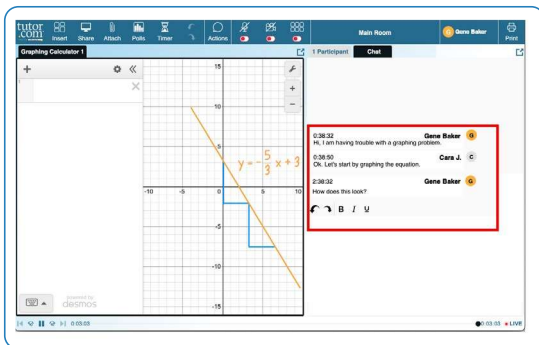 tutor
.com
Insert Share Attach Polls Timer Actions
Main Room
G Gene Baker
Print
Graphing Calculator 1
1 Participant Chat
1
15
10
5
-10 -5 0 5 10
-5
-10
-15
y = -5/3 x + 3
powered by
desmos
0:38:32 Gene Baker G
Hi, I am having trouble with a graphing problem.
0:38:50 Cara J. C
Ok. Let's start by graphing the equation.
2:38:32 Gene Baker G
How does this look?
B I U
0:03:03
0:03:03 LIVE